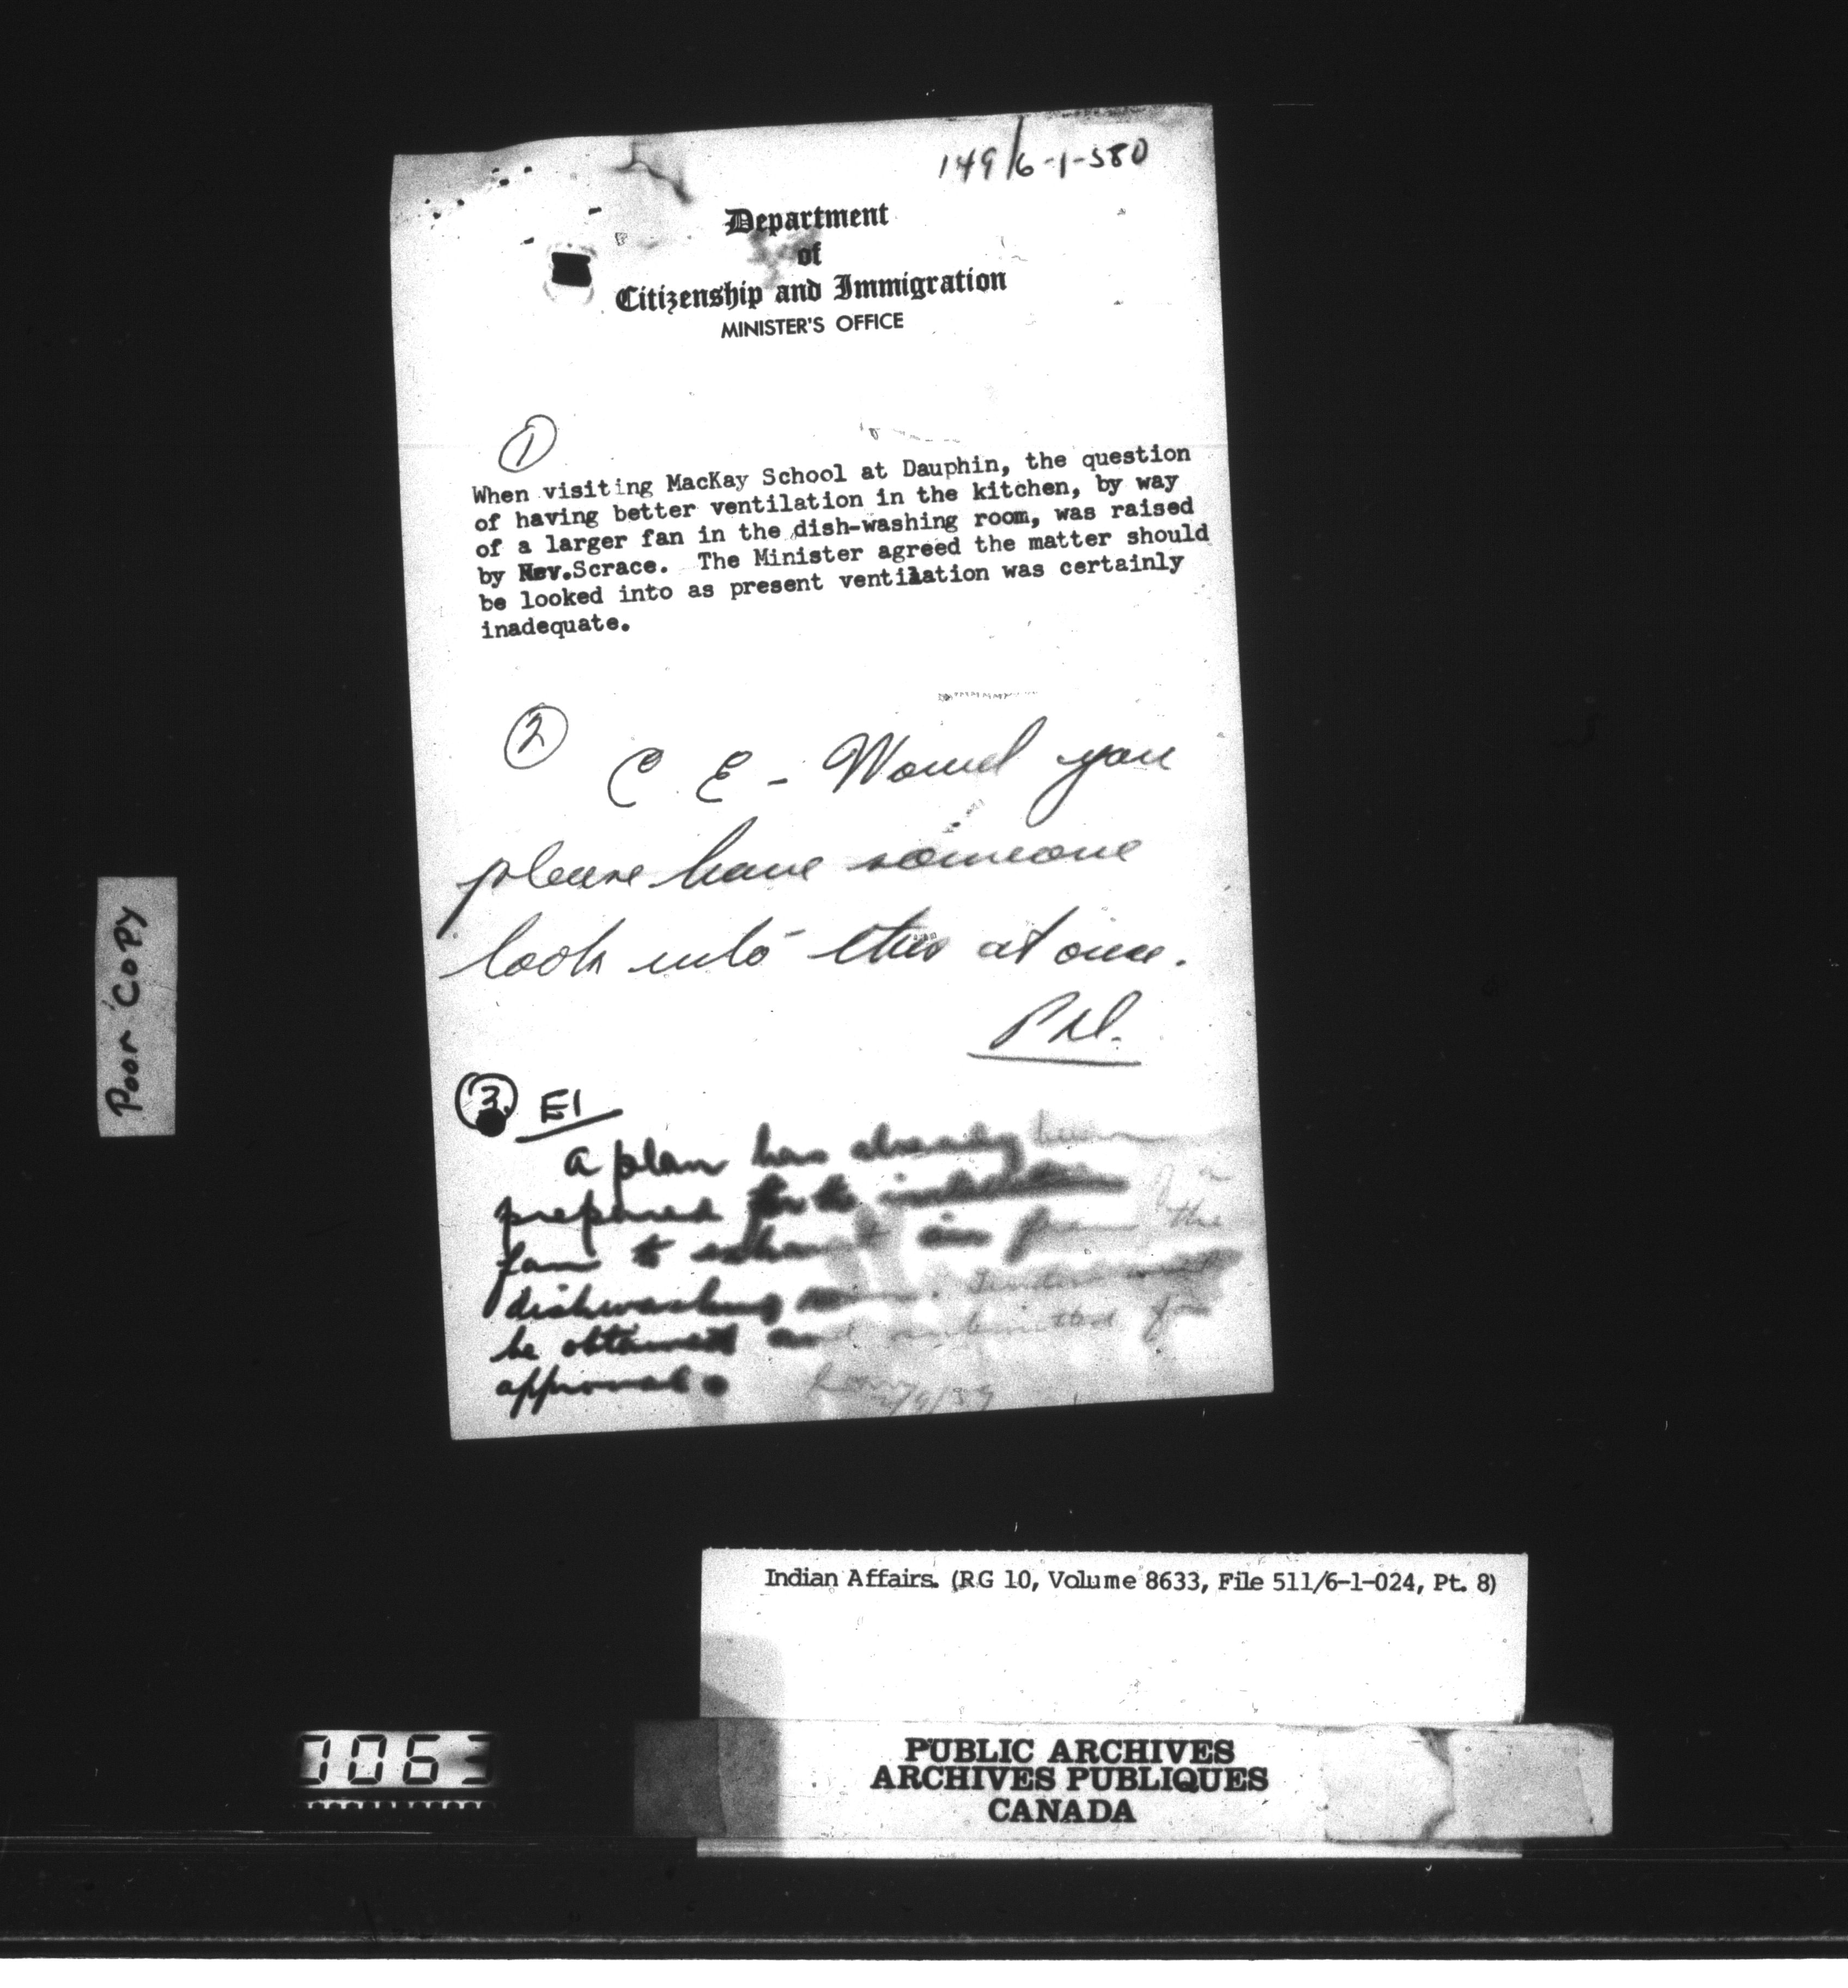 149/6-1-580
Department
of
Citizenship and Immigration
MINISTER'S OFFICE
1
When visiting MacKay School at Dauphin, the question
of having better ventilation in the kitchen, by way
of a larger fan in the dish-washing room, was raised
by Rev.Scrace. The Minister agreed the matter should
be looked into as present ventilation was certainly
inadequate.
2
C E - Would you
please have someone
look into this at once.
3. E1
A plan has already been
prepared for the installation
fan to exhaust air from the
dishwashing room. Tenders will
be obtained and submitted for
approval.
/9/59
Poor Copy
Indian Affairs. (RG 10, Volume 8633, File 511/6-1-024, Pt. 8)
PUBLIC ARCHIVES
ARCHIVES PUBLIQUES
CANADA
063